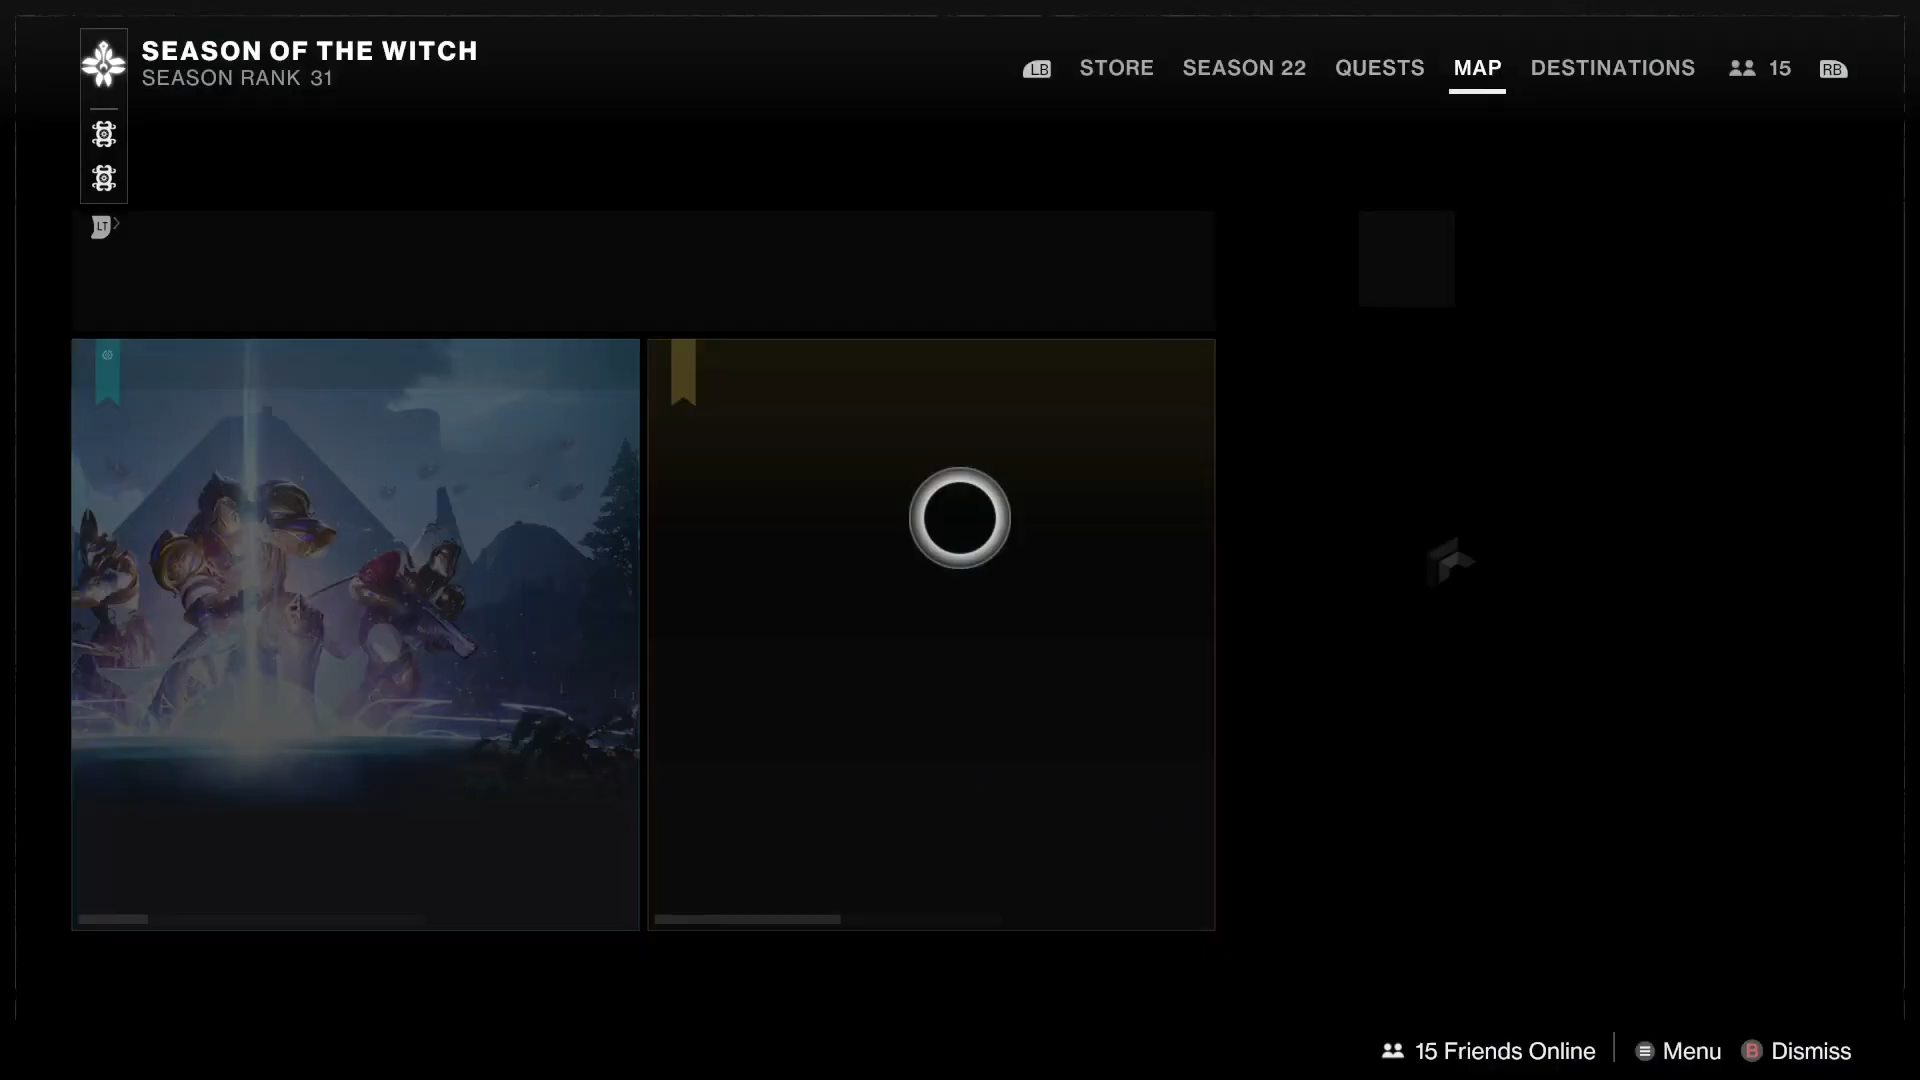 SEASON OF THE WITCH
SEASON RANK 31
LB STORE SEASON 22 QUESTS MAP DESTINATIONS 15 RB
LT
15 Friends Online Menu B Dismiss